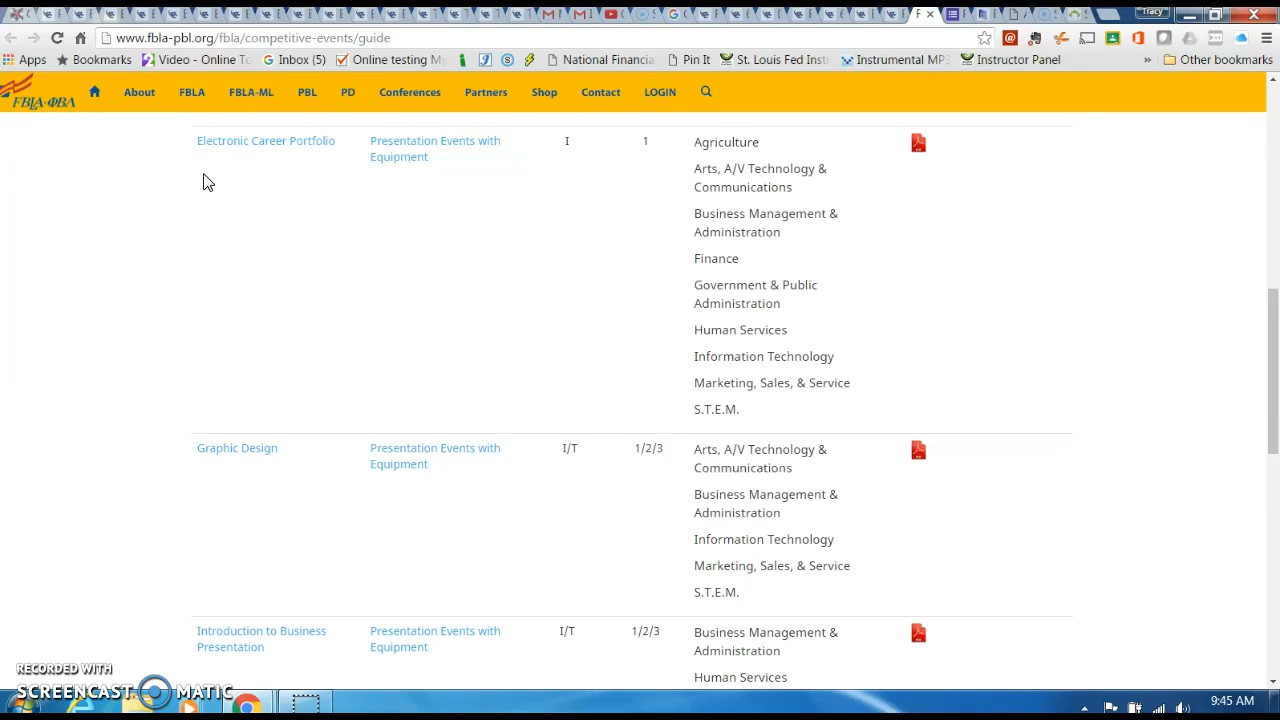 Tracy
www.fbla-pbl.org/fbla/competitive-events/guide
Apps
Bookmarks
Video - Online Tc
Inbox (5)
Online testing M
National Financia
Pin It
St. Louis Fed Inst
Instrumental MP3
Instructor Panel
»
Other bookmarks
FBLA-PBL
About
FBLA
FBLA-ML
PBL
PD
Conferences
Partners
Shop
Contact
LOGIN
Electronic Career Portfolio
Presentation Events with
Equipment
I
1
Agriculture
Arts, A/V Technology &
Communications
Business Management &
Administration
Finance
Government & Public
Administration
Human Services
Information Technology
Marketing, Sales, & Service
S.T.E.M.
Graphic Design
Presentation Events with
Equipment
I/T
1/2/3
Arts, A/V Technology &
Communications
Business Management &
Administration
Information Technology
Marketing, Sales, & Service
S.T.E.M.
Introduction to Business
Presentation
Presentation Events with
Equipment
I/T
1/2/3
Business Management &
Administration
Human Services
RECORDED WITH
SCREENCAST MATIC
9:45 AM